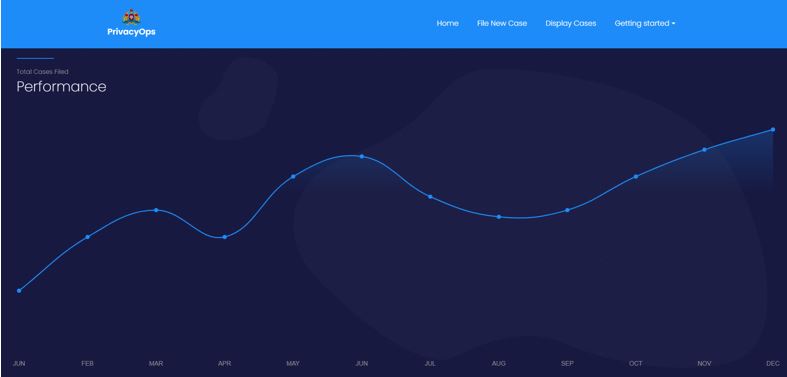 PrivacyOps
Home File New Case Display Cases Getting started
Total Cases Filed
Performance
JUN FEB MAR APR MAY JUN JUL AUG SEP OCT NOV DEC